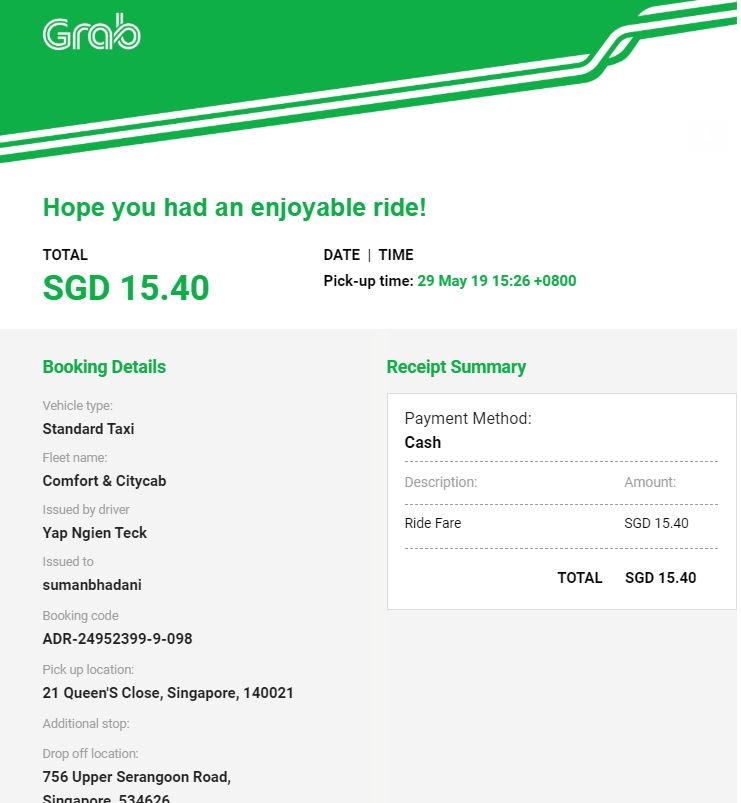 Grab
Hope you had an enjoyable ride!
TOTAL
SGD 15.40
DATE | TIME
Pick-up time: 29 May 19 15:26 +0800
Booking Details
Vehicle type:
Standard Taxi
Fleet name:
Comfort & Citycab
Issued by driver
Yap Ngien Teck
Issued to
sumanbhadani
Booking code
ADR-24952399-9-098
Pick up location:
21 Queen'S Close, Singapore, 140021
Additional stop:
Drop off location:
756 Upper Serangoon Road,
Singapore, 534626
Receipt Summary
Payment Method:
Cash
Description: Amount:
Ride Fare SGD 15.40
TOTAL SGD 15.40